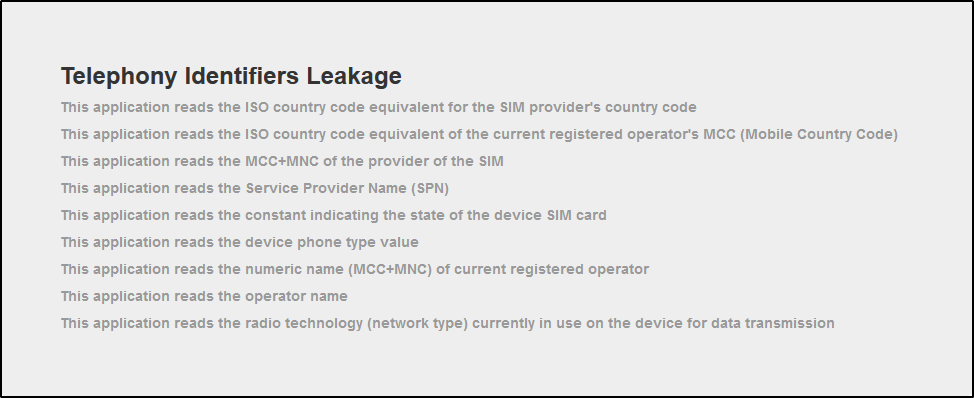 Telephony Identifiers Leakage
This application reads the ISO country code equivalent for the SIM provider's country code
This application reads the ISO country code equivalent of the current registered operator's MCC (Mobile Country Code)
This application reads the MCC+MNC of the provider of the SIM
This application reads the Service Provider Name (SPN)
This application reads the constant indicating the state of the device SIM card
This application reads the device phone type value
This application reads the numeric name (MCC+MNC) of current registered operator
This application reads the operator name
This application reads the radio technology (network type) currently in use on the device for data transmission